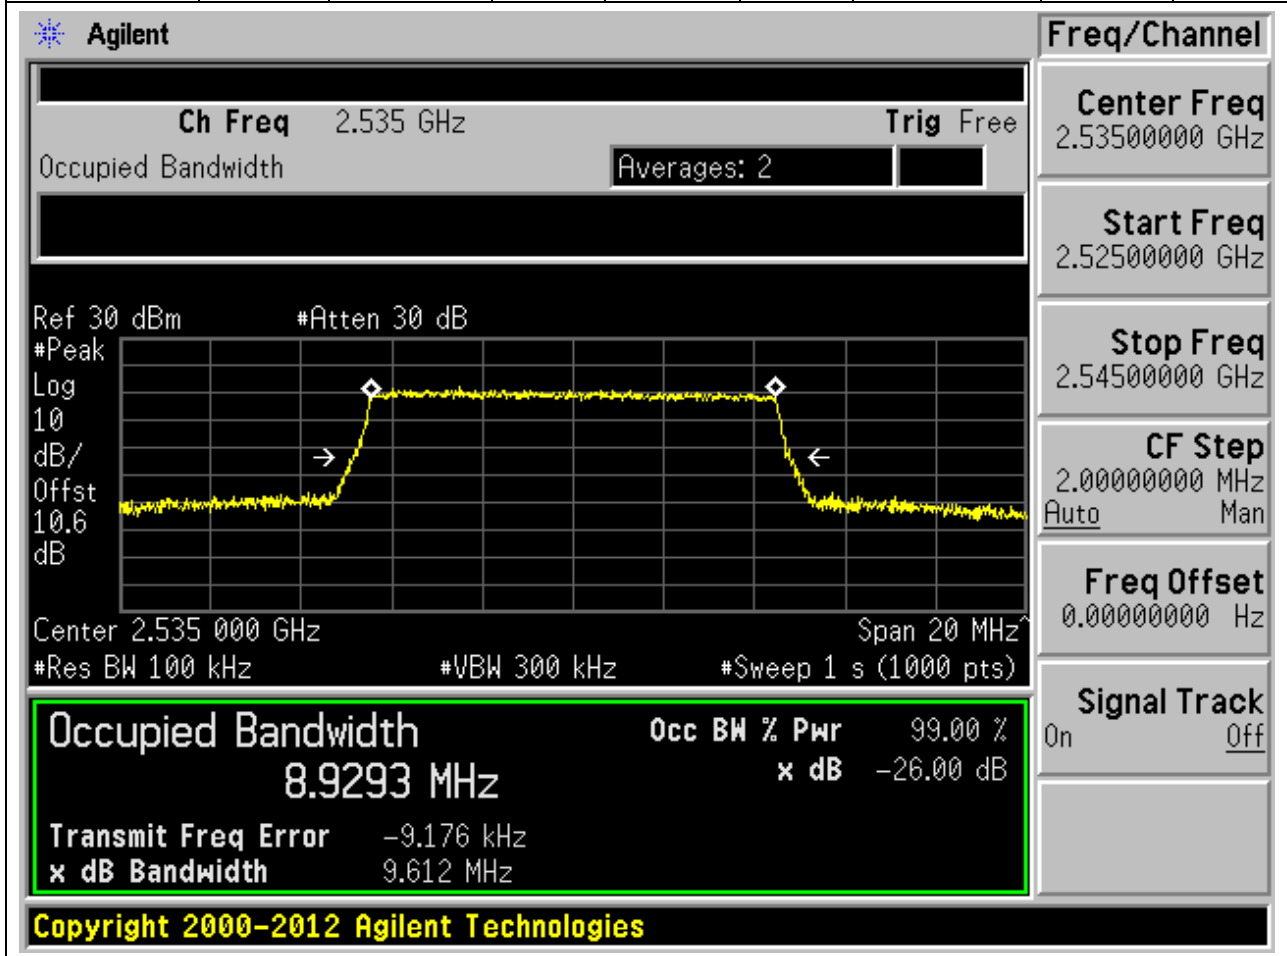 Agilent
Freq/Channel
Ch Freq 2.535 GHz Trig Free
Occupied Bandwidth Averages: 2
Center Freq
2.53500000 GHz
Start Freq
2.52500000 GHz
Stop Freq
2.54500000 GHz
CF Step
2.00000000 MHz
Auto Man
Freq Offset
0.00000000 Hz
Signal Track
On Off
Ref 30 dBm #Atten 30 dB
#Peak
Log
10
dB/
Offst
10.6
dB
Center 2.535 000 GHz Span 20 MHz^
#Res BW 100 kHz #VBW 300 kHz #Sweep 1 s (1000 pts)
Occupied Bandwidth Occ BW % Pwr 99.00 %
8.9293 MHz x dB -26.00 dB
Transmit Freq Error -9.176 kHz
x dB Bandwidth 9.612 MHz
Copyright 2000-2012 Agilent Technologies